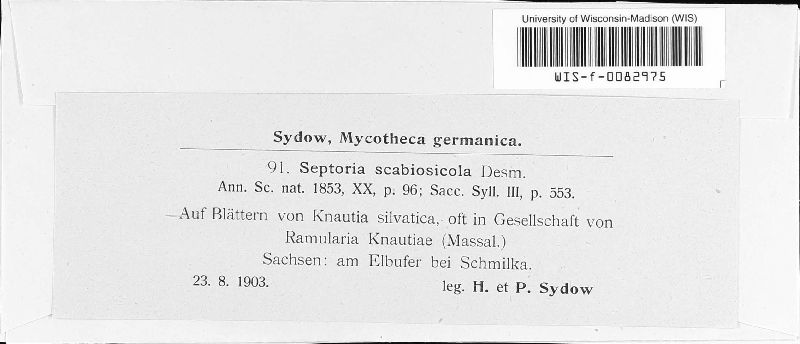 University of Wisconsin-Madison (WIS)
WIS-f-0082975
Sydow, Mycotheca germanica.
91. Septoria scabiosicola Desm.
Ann. Sc. nat. 1853, XX, p. 96; Sacc. Syll. III, p. 553.
Auf Blättern von Knautia silvatica, oft in Gesellschaft von
Ramularia Knautiae (Massal.)
Sachsen: am Elbufer bei Schmilka.
23. 8. 1903.
leg. H. et P. Sydow